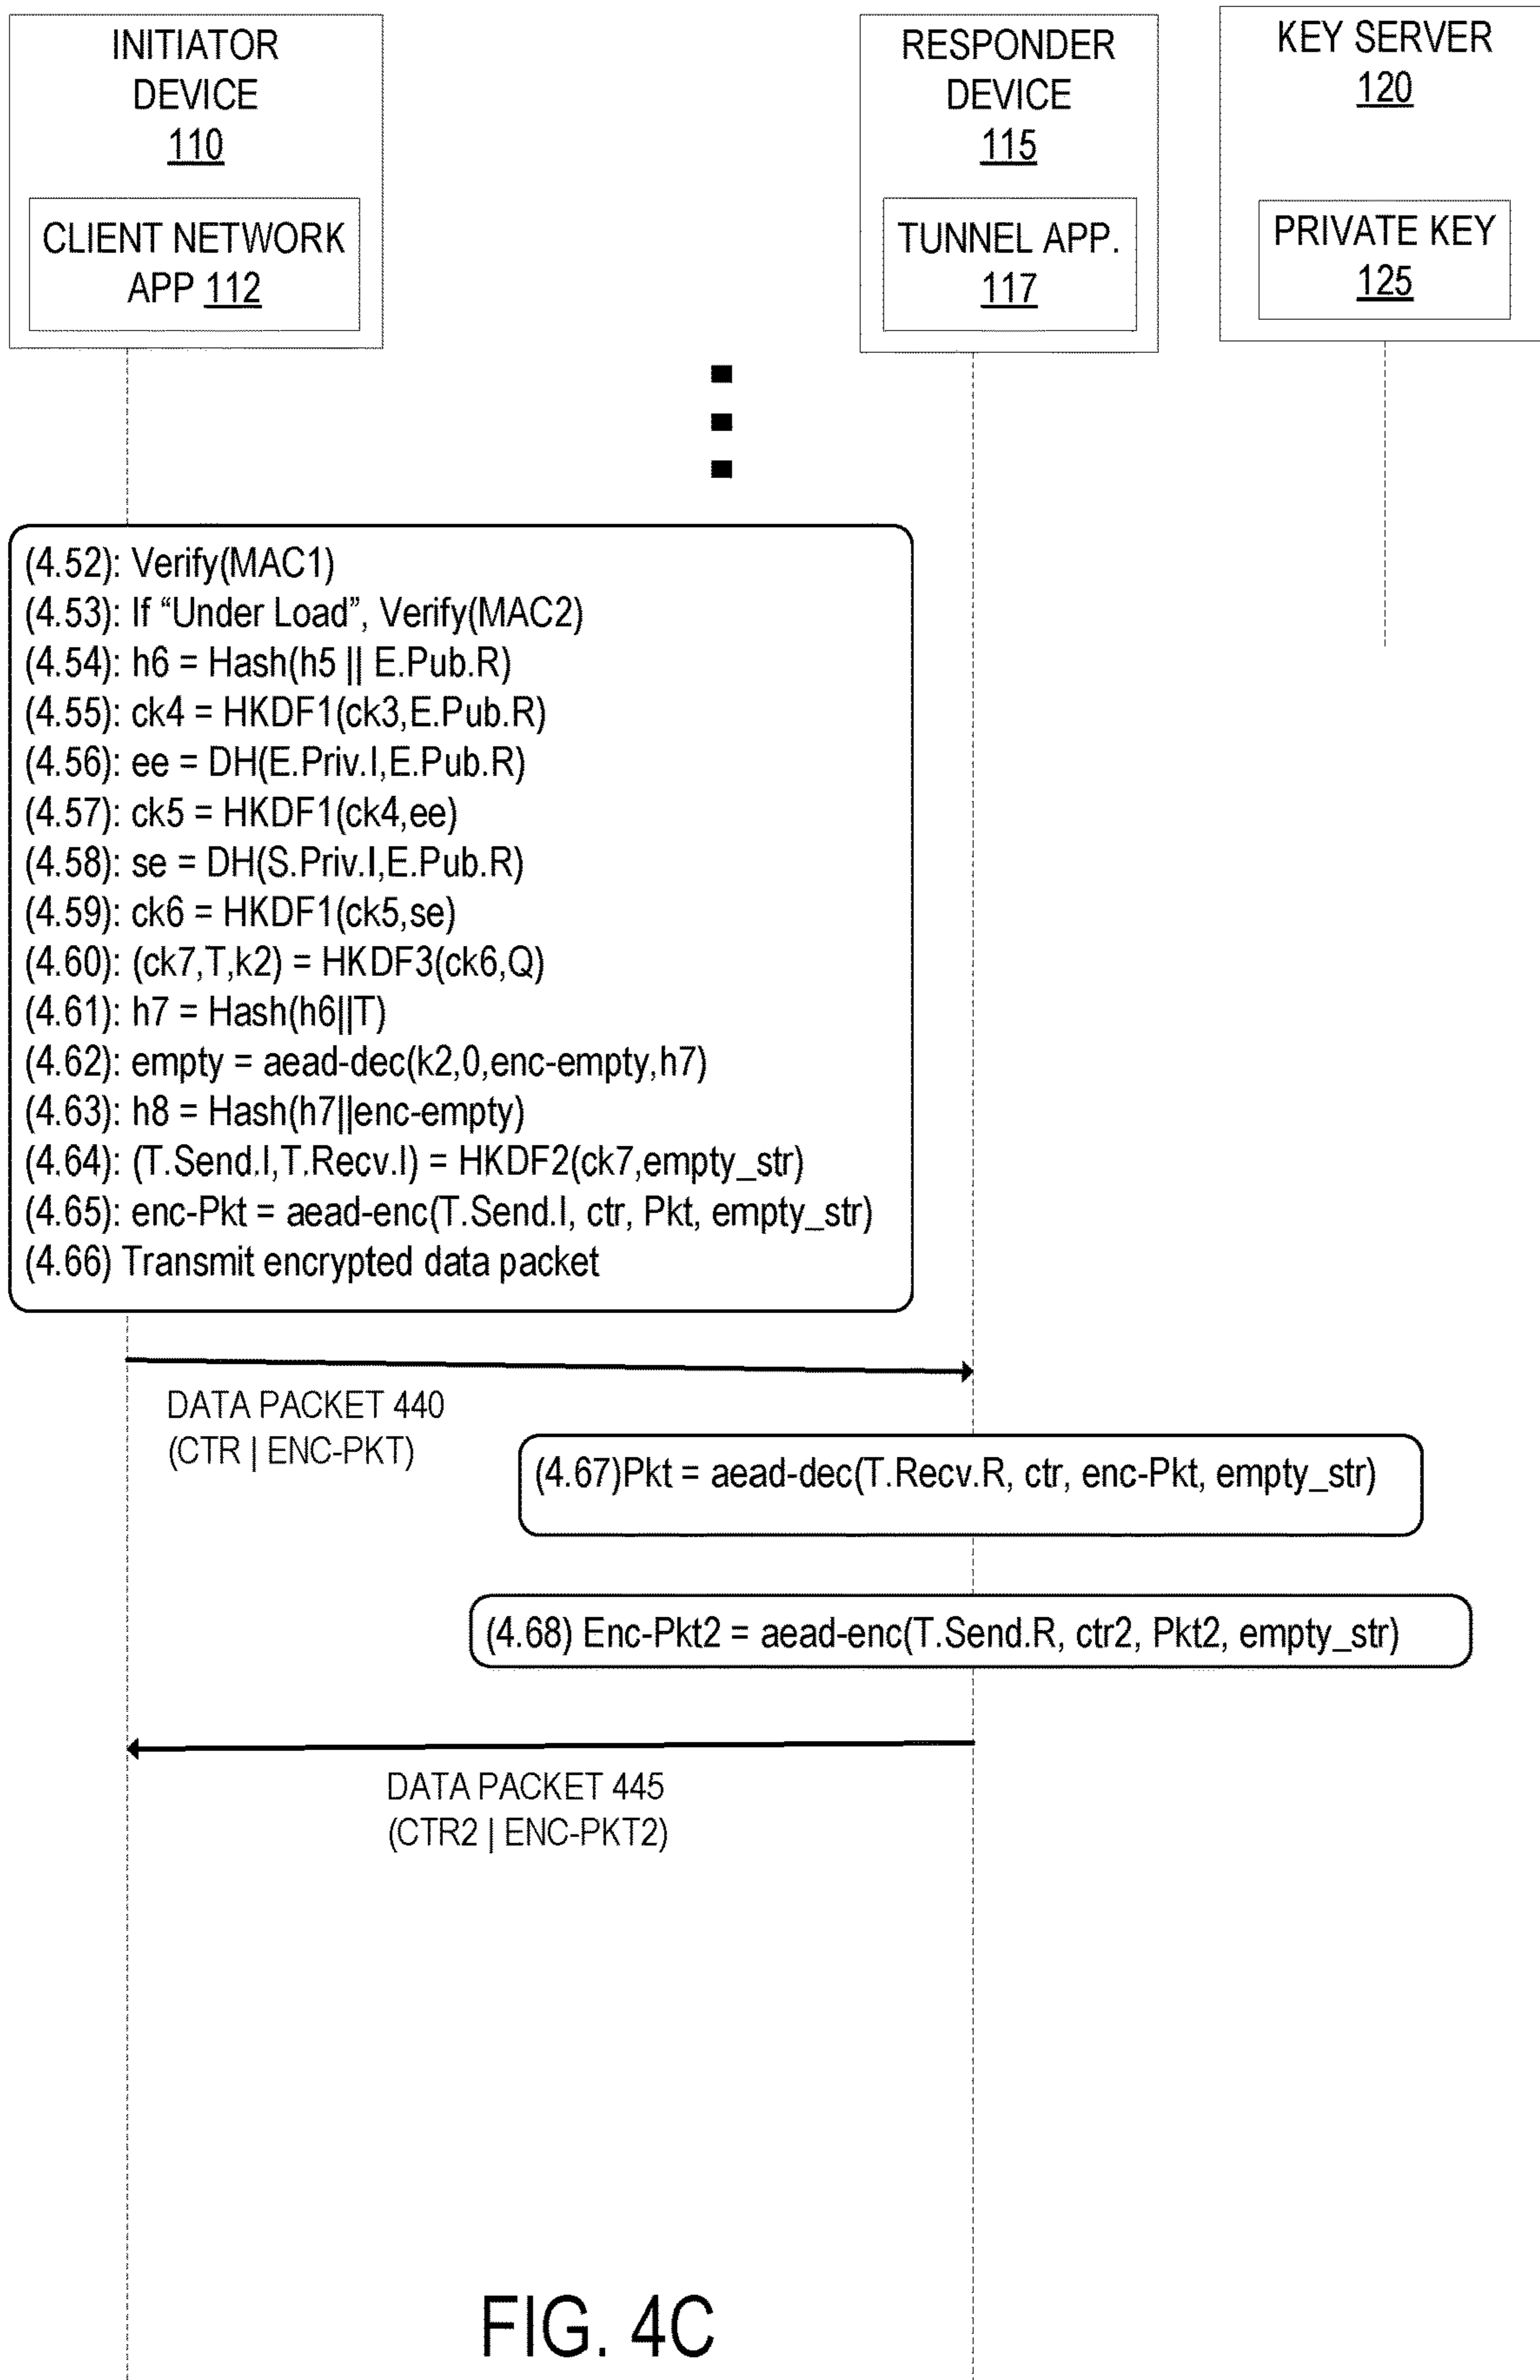 INITIATOR
DEVICE
110
CLIENT NETWORK
APP 112
RESPONDER
DEVICE
115
TUNNEL APP.
117
KEY SERVER
120
PRIVATE KEY
125
(4.52): Verify(MAC1)
(4.53): If “Under Load”, Verify(MAC2)
(4.54): h6 = Hash(h5 || E.Pub.R)
(4.55): ck4 = HKDF1(ck3,E.Pub.R)
(4.56): ee = DH(E.Priv.I,E.Pub.R)
(4.57): ck5 = HKDF1(ck4,ee)
(4.58): se = DH(S.Priv.I,E.Pub.R)
(4.59): ck6 = HKDF1(ck5,se)
(4.60): (ck7,T,k2) = HKDF3(ck6,Q)
(4.61): h7 = Hash(h6||T)
(4.62): empty = aead-dec(k2,0,enc-empty,h7)
(4.63): h8 = Hash(h7||enc-empty)
(4.64): (T.Send.I,T.Recv.I) = HKDF2(ck7,empty_str)
(4.65): enc-Pkt = aead-enc(T.Send.I, ctr, Pkt, empty_str)
(4.66) Transmit encrypted data packet
DATA PACKET 440
(CTR | ENC-PKT)
(4.67)Pkt = aead-dec(T.Recv.R, ctr, enc-Pkt, empty_str)
(4.68) Enc-Pkt2 = aead-enc(T.Send.R, ctr2, Pkt2, empty_str)
DATA PACKET 445
(CTR2 | ENC-PKT2)
FIG. 4C